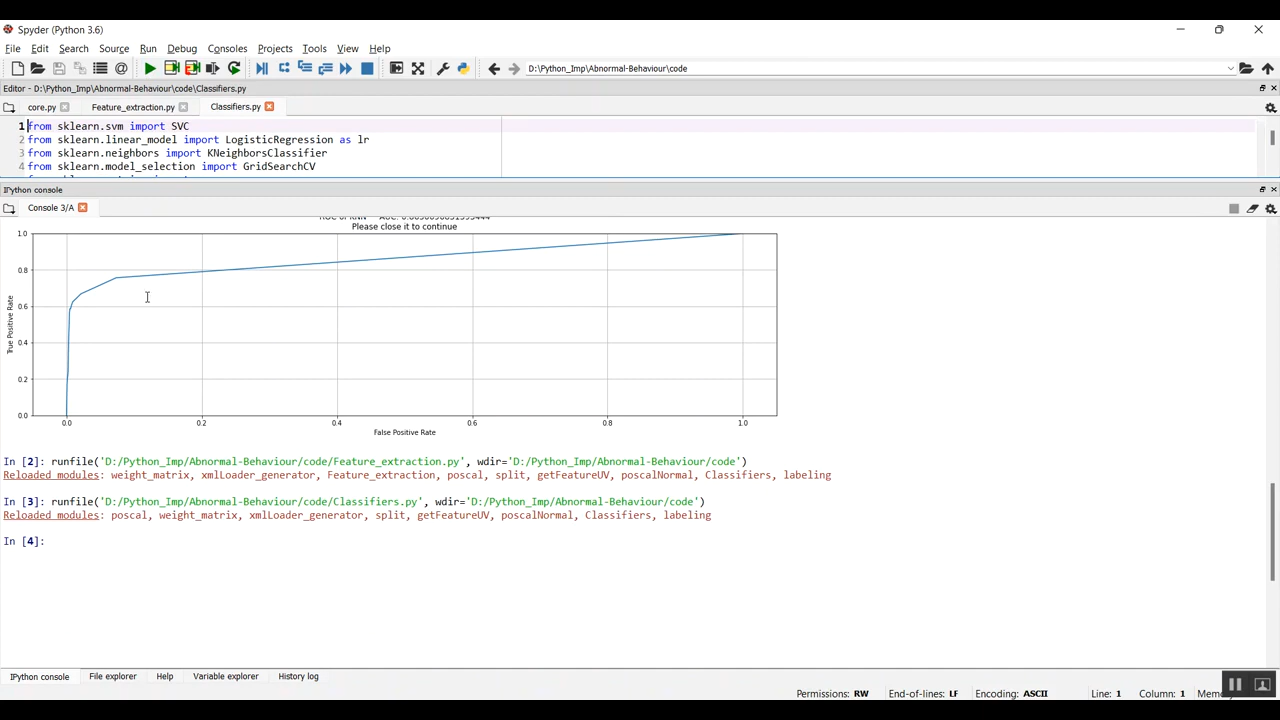 Spyder (Python 3.6)
File Edit Search Source Run Debug Consoles Projects Tools View Help
D:\Python_Imp\Abnormal-Behaviour\code
Editor - D:\Python_Imp\Abnormal-Behaviour\code\Classifiers.py
core.py Feature_extraction.py Classifiers.py
1 from sklearn.svm import SVC
2 from sklearn.linear_model import LogisticRegression as lr
3 from sklearn.neighbors import KNeighborsClassifier
4 from sklearn.model_selection import GridSearchCV
IPython console
Console 3/A
Please close it to continue
1.0
0.8
0.6
0.4
0.2
0.0
True Positive Rate
0.0 0.2 0.4 0.6 0.8 1.0
False Positive Rate
In [2]: runfile('D:/Python_Imp/Abnormal-Behaviour/code/Feature_extraction.py', wdir='D:/Python_Imp/Abnormal-Behaviour/code')
Reloaded modules: weight_matrix, xmlLoader_generator, Feature_extraction, poscal, split, getFeatureUV, poscalNormal, Classifiers, labeling
In [3]: runfile('D:/Python_Imp/Abnormal-Behaviour/code/Classifiers.py', wdir='D:/Python_Imp/Abnormal-Behaviour/code')
Reloaded modules: poscal, weight_matrix, xmlLoader_generator, split, getFeatureUV, poscalNormal, Classifiers, labeling
In [4]:
IPython console File explorer Help Variable explorer History log
Permissions: RW End-of-lines: LF Encoding: ASCII Line: 1 Column: 1